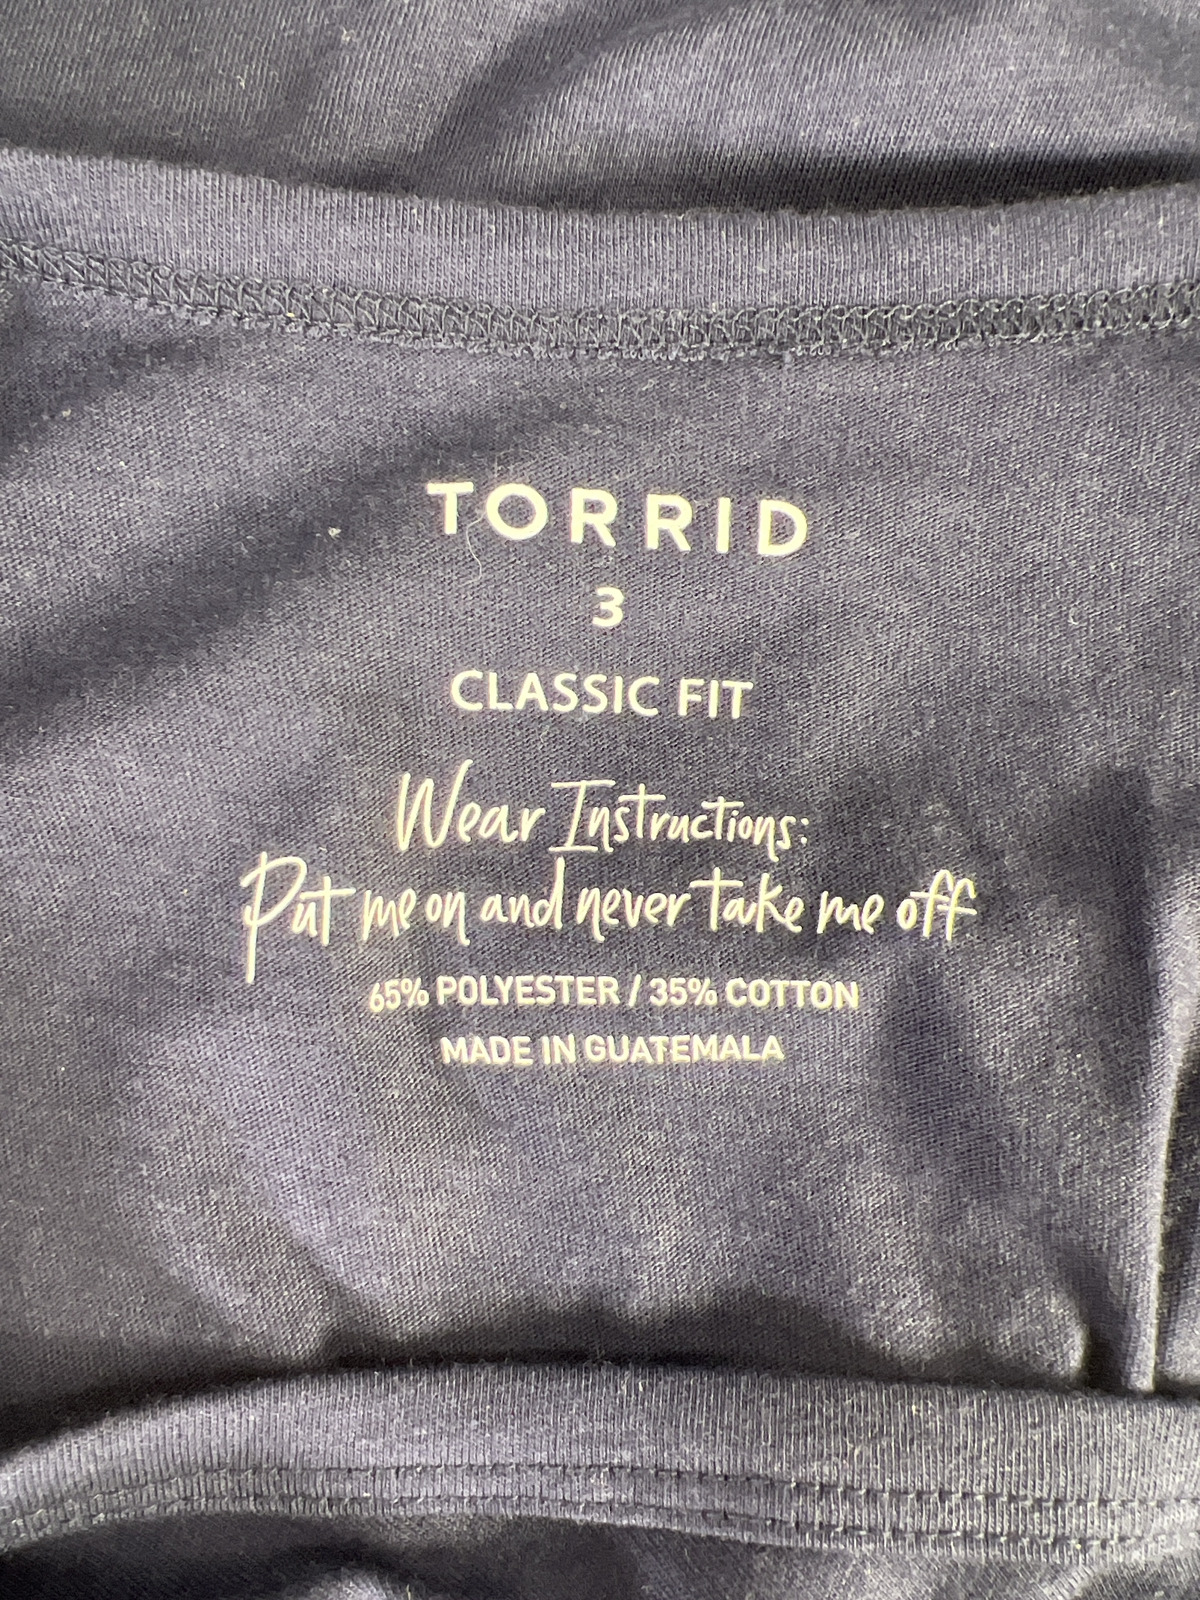 TORRID
3
CLASSIC FIT
Wear Instructions:
Put me on and never take me off
65% POLYESTER / 35% COTTON
MADE IN GUATEMALA